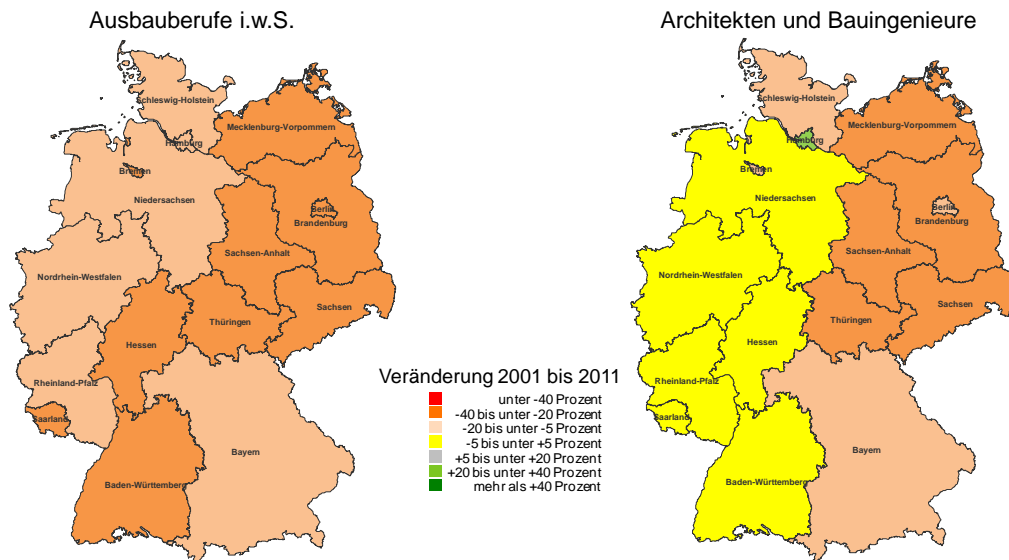 Ausbauberufe i.w.S.
Schleswig-Holstein
Mecklenburg-Vorpommern
Hamburg
Bremen
Niedersachsen
Berlin
Brandenburg
Sachsen-Anhalt
Nordrhein-Westfalen
Sachsen
Thüringen
Hessen
Rheinland-Pfalz
Saarland
Bayern
Baden-Württemberg
Veränderung 2001 bis 2011
unter -40 Prozent
-40 bis unter -20 Prozent
-20 bis unter -5 Prozent
-5 bis unter +5 Prozent
+5 bis unter +20 Prozent
+20 bis unter +40 Prozent
mehr als +40 Prozent
Architekten und Bauingenieure
Schleswig-Holstein
Mecklenburg-Vorpommern
Hamburg
Bremen
Niedersachsen
Berlin
Brandenburg
Sachsen-Anhalt
Nordrhein-Westfalen
Sachsen
Thüringen
Hessen
Rheinland-Pfalz
Saarland
Bayern
Baden-Württemberg